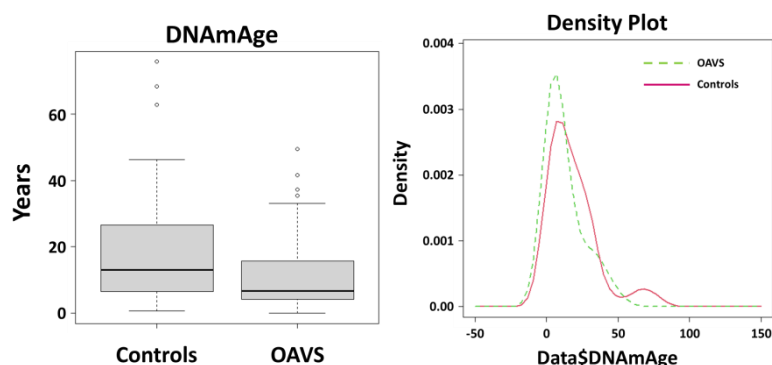 DNAmAge
Years
60
40
20
0
Controls
OAVS
Density Plot
Density
0.004
0.003
0.002
0.001
0.00
OAVS
Controls
-50
0
50
100
150
Data$DNAmAge